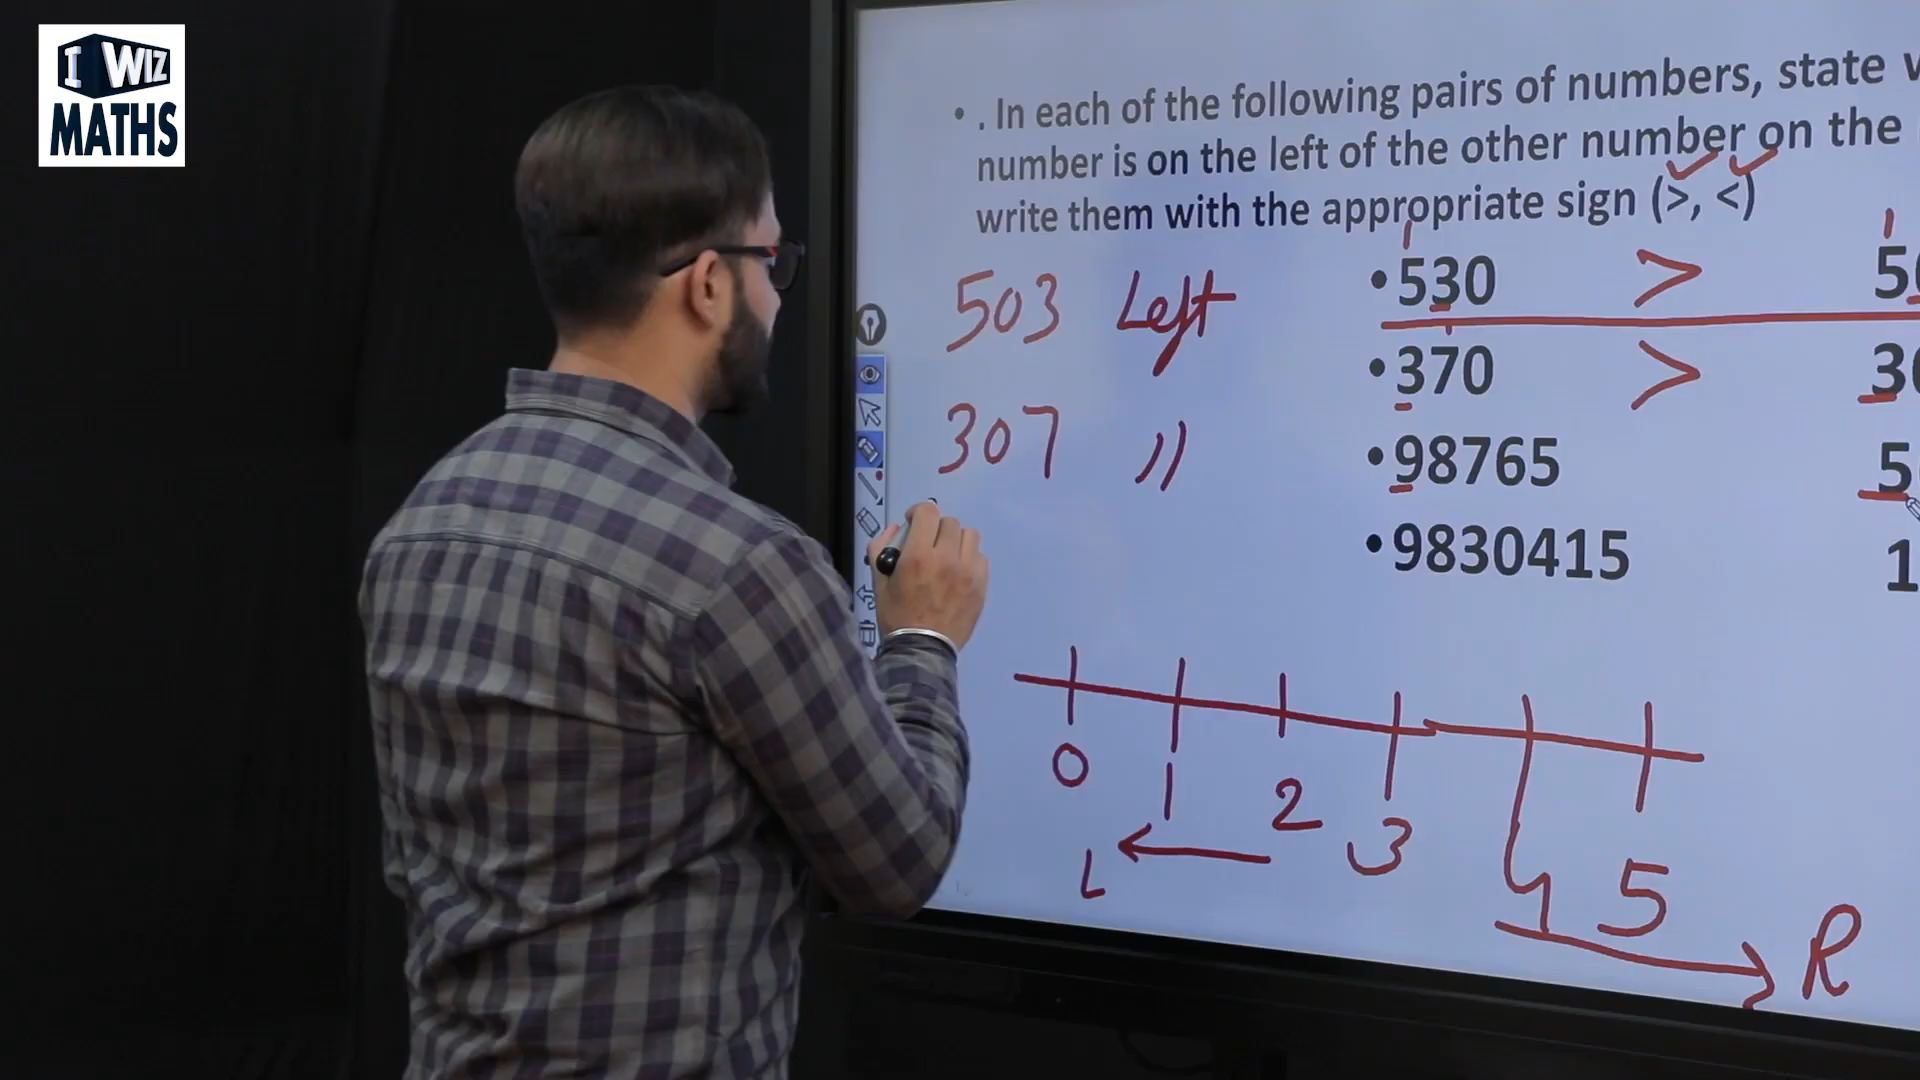 I WIZ
MATHS
• . In each of the following pairs of numbers, state
number is on the left of the other number on the
write them with the appropriate sign (>, <)
503 Left
•530 >
307 〃
•370 >
•98765
•9830415
0 1 2 3 4 5
L R